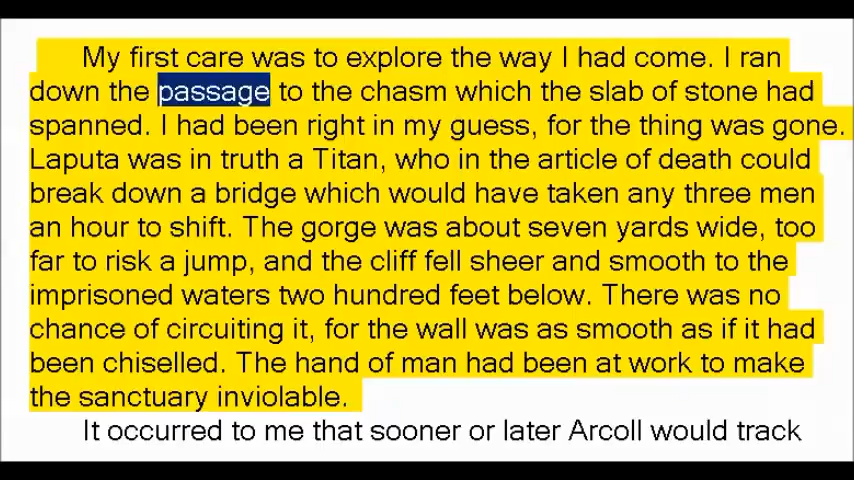 My first care was to explore the way I had come. I ran
down the passage to the chasm which the slab of stone had
spanned. I had been right in my guess, for the thing was gone.
Laputa was in truth a Titan, who in the article of death could
break down a bridge which would have taken any three men
an hour to shift. The gorge was about seven yards wide, too
far to risk a jump, and the cliff fell sheer and smooth to the
imprisoned waters two hundred feet below. There was no
chance of circuiting it, for the wall was as smooth as if it had
been chiselled. The hand of man had been at work to make
the sanctuary inviolable.
It occurred to me that sooner or later Arcoll would track